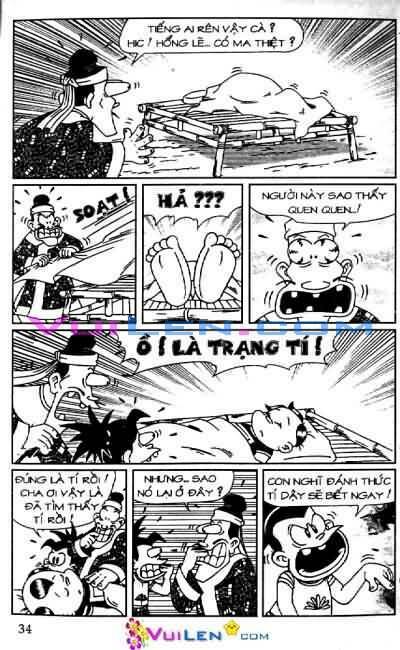 TIẾNG AI RÊN VẬY CÀ ?
HIC ! HỔNG LẼ... CÓ MA THIỆT ?
SOẠT !
HẢ ???
NGƯỜI NÀY SAO THẤY
QUEN QUEN..!
VUILEN.COM
Ồ ! LÀ TRẠNG TÍ !
ĐÚNG LÀ TÍ RỒI !
CHA ƠI VẬY LÀ
ĐÃ TÌM THẤY
TÍ RỒI !
NHƯNG... SAO
NÓ LẠI Ở ĐÂY ?
CON NGHĨ ĐÁNH THỨC
TÍ DẬY SẼ BIẾT NGAY !
34
VUILEN.COM